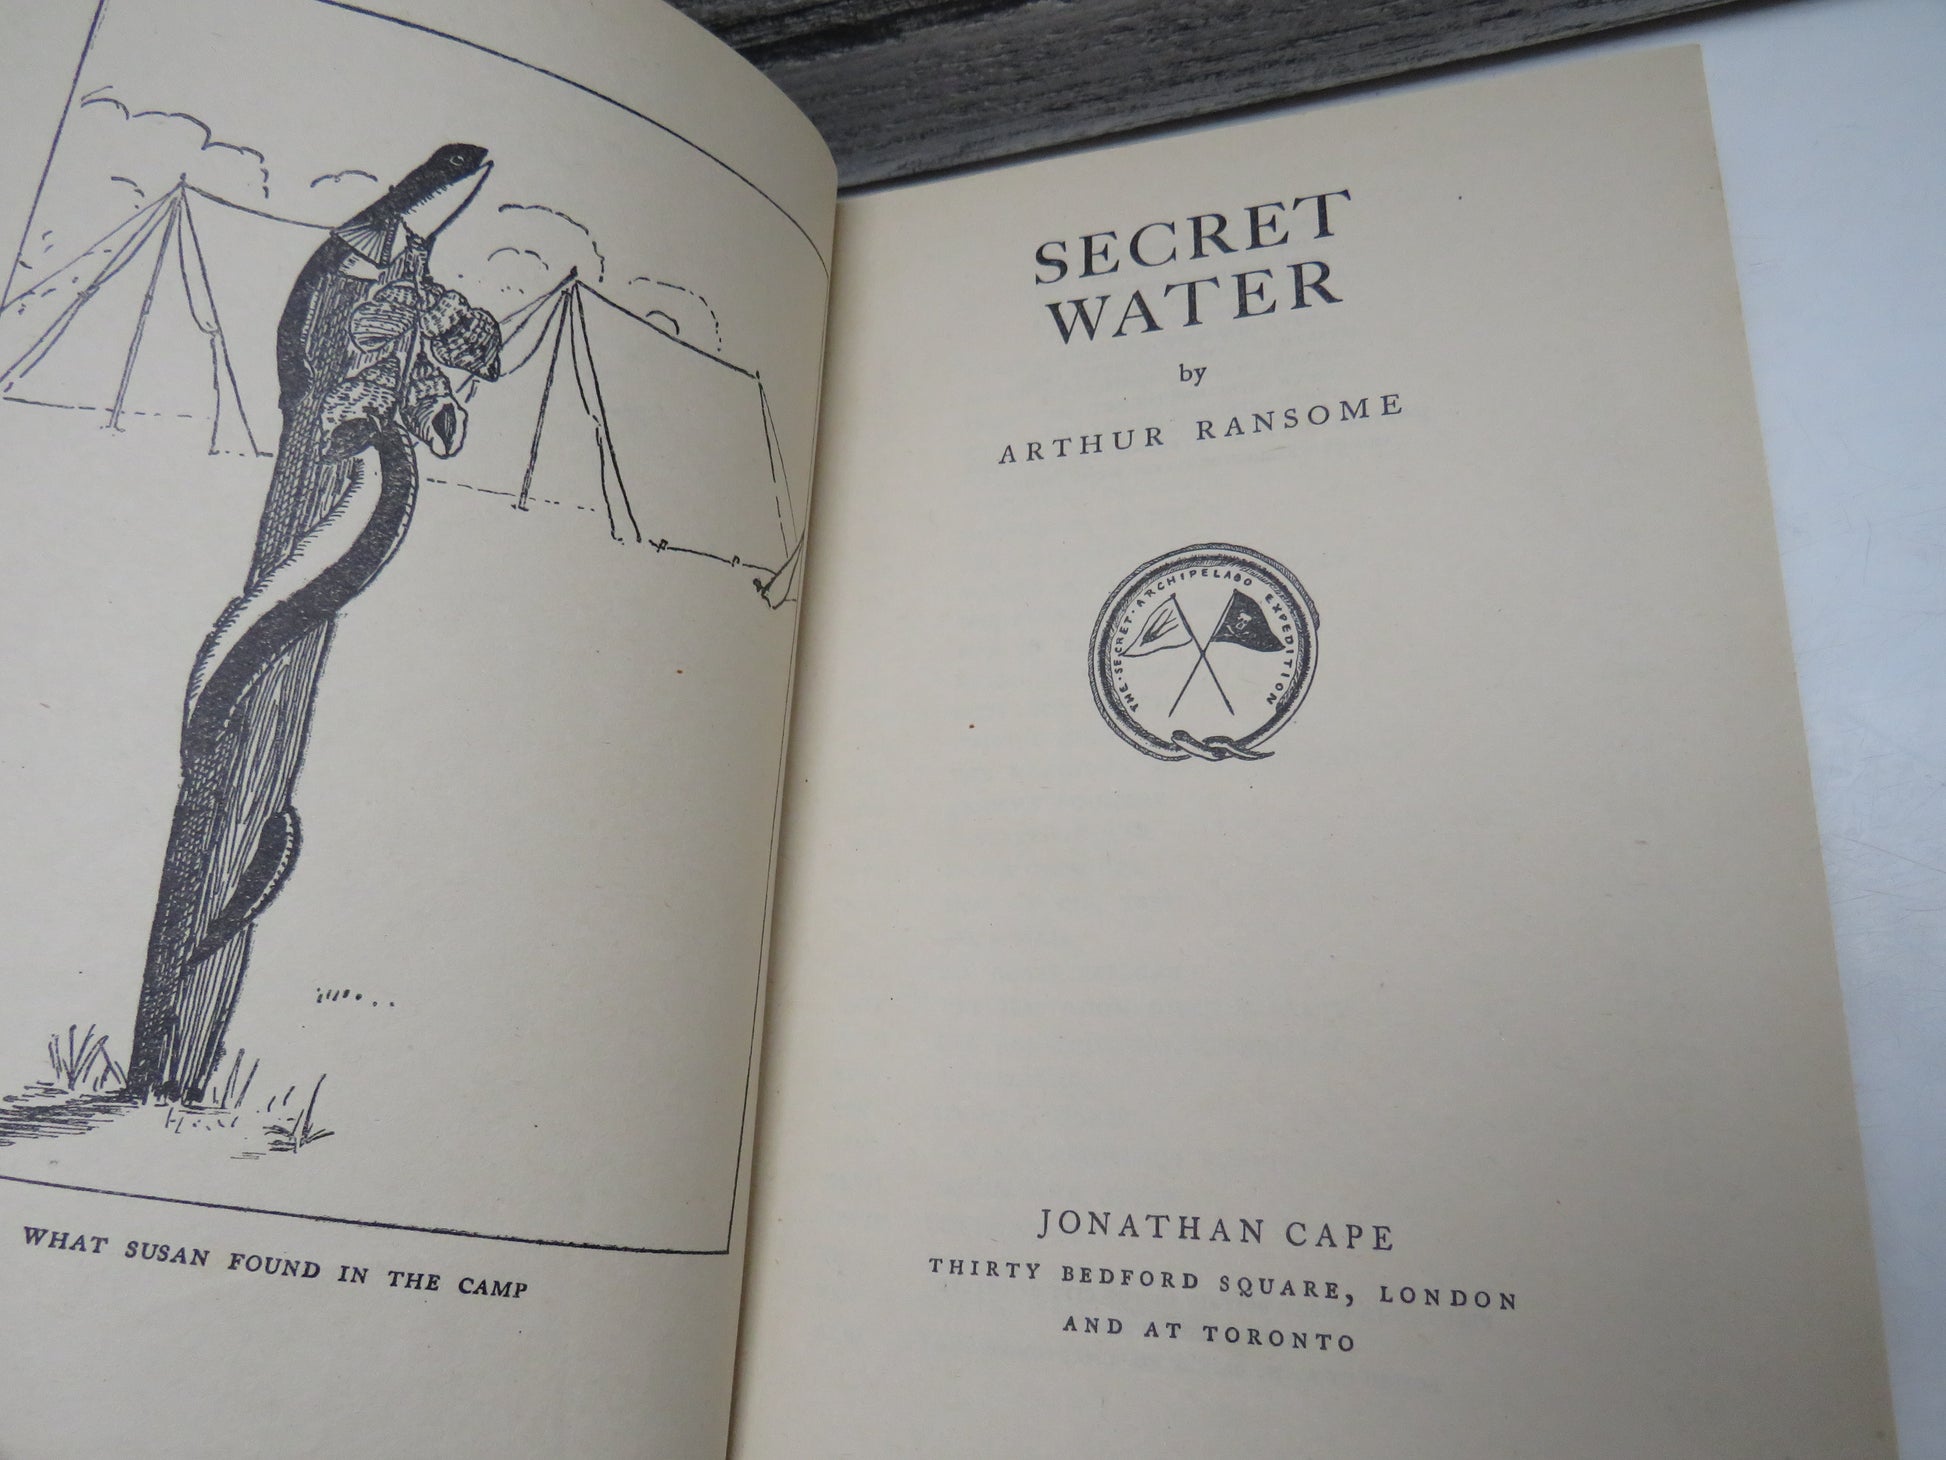 WHAT SUSAN FOUND IN THE CAMP
SECRET
WATER
by
ARTHUR RANSOME
THE · SECRET · ARCHIPELAGO EXPEDITION
JONATHAN CAPE
THIRTY BEDFORD SQUARE, LONDON
AND AT TORONTO